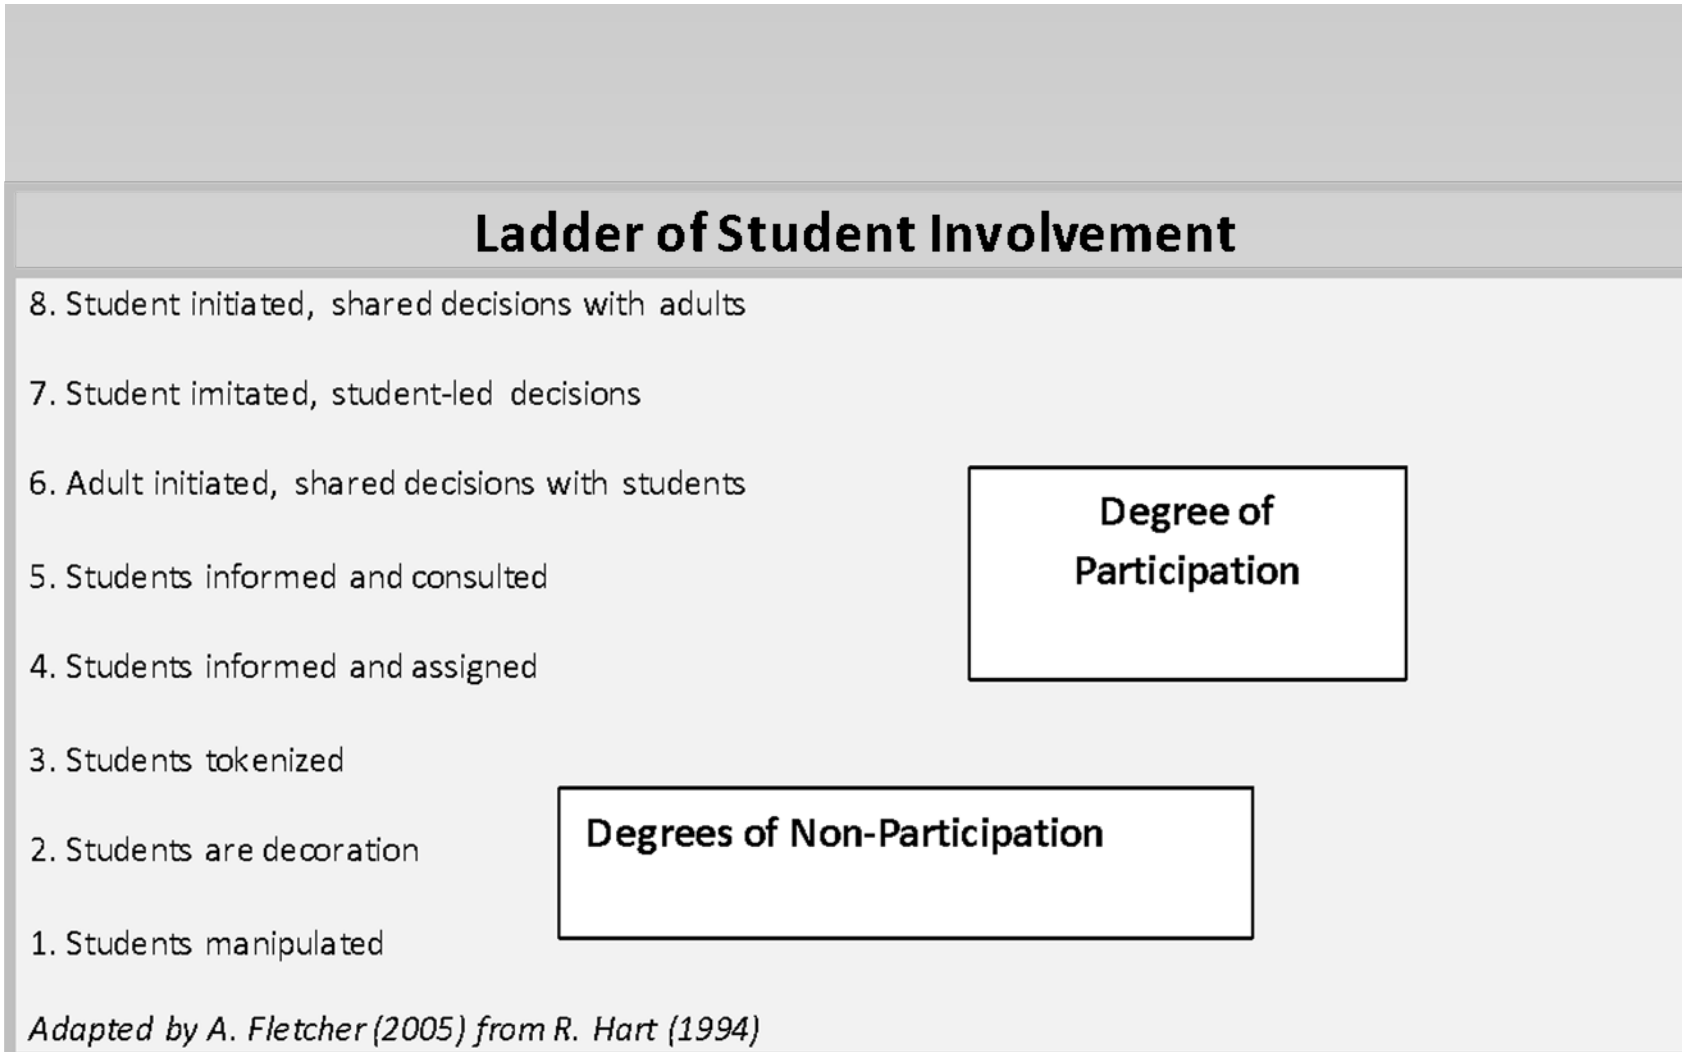 Ladder of Student Involvement
8. Student initiated, shared decisions with adults
7. Student imitated, student-led decisions
6. Adult initiated, shared decisions with students
Degree of
Participation
5. Students informed and consulted
4. Students informed and assigned
3. Students tokenized
Degrees of Non-Participation
2. Students are decoration
1. Students manipulated
Adapted by A. Fletcher (2005) from R. Hart (1994)